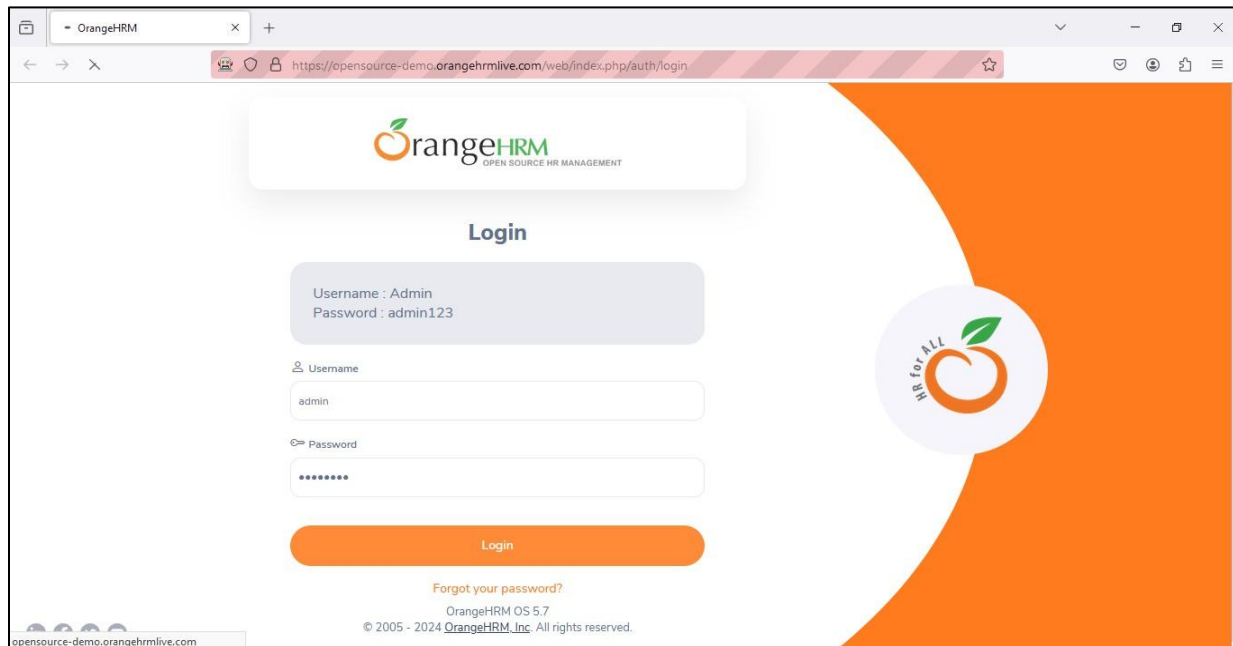 OrangeHRM
https://opensource-demo.orangehrmlive.com/web/index.php/auth/login
OrangeHRM
OPEN SOURCE HR MANAGEMENT
Login
Username : Admin
Password : admin123
Username
admin
Password
••••••••
Login
Forgot your password?
OrangeHRM OS 5.7
© 2005 - 2024 OrangeHRM, Inc. All rights reserved.
HR for ALL
opensource-demo.orangehrmlive.com